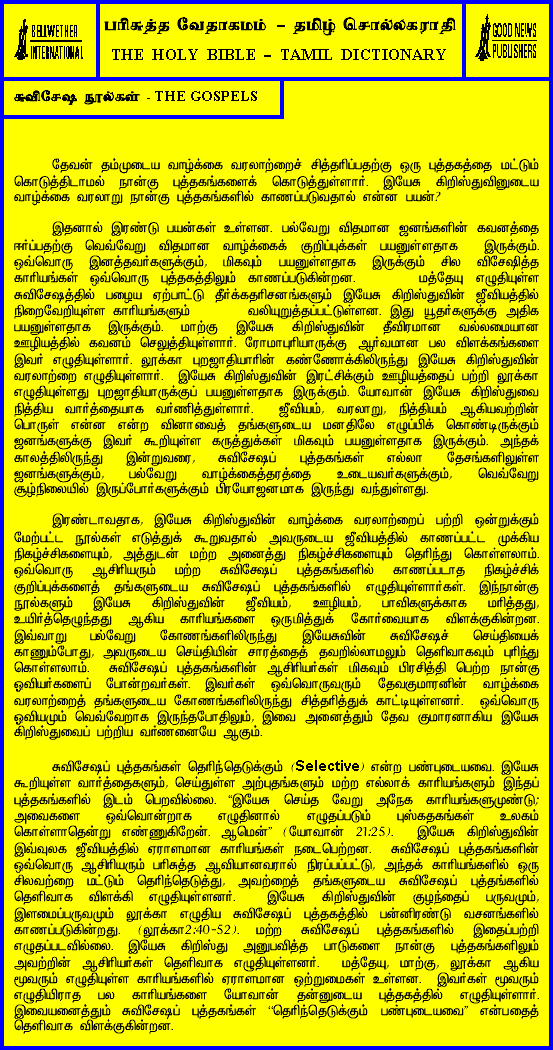 BELLWETHER
INTERNATIONAL
பரிசுத்த வேதாகமம் – தமிழ் சொல்லகராதி
THE HOLY BIBLE – TAMIL DICTIONARY
GOOD NEWS
PUBLISHERS
சுவிசேஷ நூல்கள் - THE GOSPELS
தேவன் தம்முடைய வாழ்க்கை வரலாற்றைச் சித்தரிப்பதற்கு ஒரு புத்தகத்தை மட்டும்
கொடுத்திடாமல் நான்கு புத்தகங்களைக் கொடுத்துள்ளார். இயேசு கிறிஸ்துவினுடைய
வாழ்க்கை வரலாறு நான்கு புத்தகங்களில் காணப்படுவதால் என்ன பயன்?
இதனால் இரண்டு பயன்கள் உள்ளன. பல்வேறு விதமான ஜனங்களின் கவனத்தை
ஈர்ப்பதற்கு வெவ்வேறு விதமான வாழ்க்கைக் குறிப்புக்கள் பயனுள்ளதாக இருக்கும்.
ஒவ்வொரு இனத்தவர்களுக்கும், மிகவும் பயனுள்ளதாக இருக்கும் சில விசேஷித்த
காரியங்கள் ஒவ்வொரு புத்தகத்திலும் காணப்படுகின்றன. மத்தேயு எழுதியுள்ள
சுவிசேஷத்தில் பழைய ஏற்பாட்டு தீர்க்கதரிசனங்களும் இயேசு கிறிஸ்துவின் ஜீவியத்தில்
நிறைவேறியுள்ள காரியங்களும் வலியுறுத்தப்பட்டுள்ளன. இது யூதர்களுக்கு அதிக
பயனுள்ளதாக இருக்கும். மாற்கு இயேசு கிறிஸ்துவின் தீவிரமான வல்லமையான
ஊழியத்தில் கவனம் செலுத்தியுள்ளார். ரோமாபுரியாருக்கு ஆர்வமான பல விளக்கங்களை
இவர் எழுதியுள்ளார். லூக்கா புறஜாதியாரின் கண்ணோக்கிலிருந்து இயேசு கிறிஸ்துவின்
வரலாற்றை எழுதியுள்ளார். இயேசு கிறிஸ்துவின் இரட்சிக்கும் ஊழியத்தைப் பற்றி லூக்கா
எழுதியுள்ளது புறஜாதியாருக்குப் பயனுள்ளதாக இருக்கும். யோவான் இயேசு கிறிஸ்துவை
நித்திய வார்த்தையாக வர்ணித்துள்ளார். ஜீவியம், வரலாறு, நித்தியம் ஆகியவற்றின்
பொருள் என்ன என்ற வினாவைத் தங்களுடைய மனதிலே எழுப்பிக் கொண்டிருக்கும்
ஜனங்களுக்கு இவர் கூறியுள்ள கருத்துக்கள் மிகவும் பயனுள்ளதாக இருக்கும். அந்தக்
காலத்திலிருந்து இன்றுவரை, சுவிசேஷப் புத்தகங்கள் எல்லா தேசங்களிலுள்ள
ஜனங்களுக்கும், பல்வேறு வாழ்க்கைத்தரத்தை உடையவர்களுக்கும், வெவ்வேறு
சூழ்நிலையில் இருப்போர்களுக்கும் பிரயோஜனமாக இருந்து வந்துள்ளது.
இரண்டாவதாக, இயேசு கிறிஸ்துவின் வாழ்க்கை வரலாற்றைப் பற்றி ஒன்றுக்கும்
மேற்பட்ட நூல்கள் எடுத்துக் கூறுவதால் அவருடைய ஜீவியத்தில் காணப்பட்ட முக்கிய
நிகழ்ச்சிகளையும், அத்துடன் மற்ற அனைத்து நிகழ்ச்சிகளையும் தெரிந்து கொள்ளலாம்.
ஒவ்வொரு ஆசிரியரும் மற்ற சுவிசேஷப் புத்தகங்களில் காணப்படாத நிகழ்ச்சிக்
குறிப்புக்களைத் தங்களுடைய சுவிசேஷப் புத்தகங்களில் எழுதியுள்ளார்கள். இந்நான்கு
நூல்களும் இயேசு கிறிஸ்துவின் ஜீவியம், ஊழியம், பாவிகளுக்காக மரித்தது,
உயிர்த்தெழுந்தது ஆகிய காரியங்களை ஒருமித்துக் கோர்வையாக விளக்குகின்றன.
இவ்வாறு பல்வேறு கோணங்களிலிருந்து இயேசுவின் சுவிசேஷச் செய்தியைக்
காணும்போது, அவருடைய செய்தியின் சாரத்தைத் தவறில்லாமலும் தெளிவாகவும் புரிந்து
கொள்ளலாம். சுவிசேஷப் புத்தகங்களின் ஆசிரியர்கள் மிகவும் பிரசித்தி பெற்ற நான்கு
ஓவியர்களைப் போன்றவர்கள். இவர்கள் ஒவ்வொருவரும் தேவகுமாரனின் வாழ்க்கை
வரலாற்றைத் தங்களுடைய கோணங்களிலிருந்து சித்தரித்துக் காட்டியுள்ளனர். ஒவ்வொரு
ஓவியமும் வெவ்வேறாக இருந்தபோதிலும், இவை அனைத்தும் தேவ குமாரனாகிய இயேசு
கிறிஸ்துவைப் பற்றிய வர்ணனையே ஆகும்.
சுவிசேஷப் புத்தகங்கள் தெரிந்தெடுக்கும் (Selective) என்ற பண்புடையவை. இயேசு
கூறியுள்ள வார்த்தைகளும், செய்துள்ள அற்புதங்களும் மற்ற எல்லாக் காரியங்களும் இந்தப்
புத்தகங்களில் இடம் பெறவில்லை. “இயேசு செய்த வேறு அநேக காரியங்களுமுண்டு;
அவைகளை ஒவ்வொன்றாக எழுதினால் எழுதப்படும் புஸ்தகதகங்கள் உலகம்
கொள்ளாதென்று எண்ணுகிறேன். ஆமென்” (யோவான் 21:25). இயேசு கிறிஸ்துவின்
இவ்வுலக ஜீவியத்தில் ஏராளமான காரியங்கள் நடைபெற்றன. சுவிசேஷப் புத்தகங்களின்
ஒவ்வொரு ஆசிரியரும் பரிசுத்த ஆவியானவரால் நிரப்பப்பட்டு, அந்தக் காரியங்களில் ஒரு
சிலவற்றை மட்டும் தெரிந்தெடுத்து, அவற்றைத் தங்களுடைய சுவிசேஷப் புத்தங்களில்
தெளிவாக விளக்கி எழுதியுள்ளனர். இயேசு கிறிஸ்துவின் குழந்தைப் பருவமும்,
இளமைப்பருவமும் லூக்கா எழுதிய சுவிசேஷப் புத்தகத்தில் பன்னிரண்டு வசனங்களில்
காணப்படுகின்றது. (லூக்கா2:40-52). மற்ற சுவிசேஷப் புத்தகங்களில் இதைப்பற்றி
எழுதப்படவில்லை. இயேசு கிறிஸ்து அனுபவித்த பாடுகளை நான்கு புத்தகங்களிலும்
அவற்றின் ஆசிரியர்கள் தெளிவாக எழுதியுள்ளனர். மத்தேயு, மாற்கு, லூக்கா ஆகிய
மூவரும் எழுதியுள்ள காரியங்களில் ஏராளமான ஒற்றுமைகள் உள்ளன. இவர்கள் மூவரும்
எழுதியிராத பல காரியங்களை யோவான் தன்னுடைய புத்தகத்தில் எழுதியுள்ளார்.
இவையனைத்தும் சுவிசேஷப் புத்தகங்கள் “தெரிந்தெடுக்கும் பண்புடையவை” என்பதைத்
தெளிவாக விளக்குகின்றன.